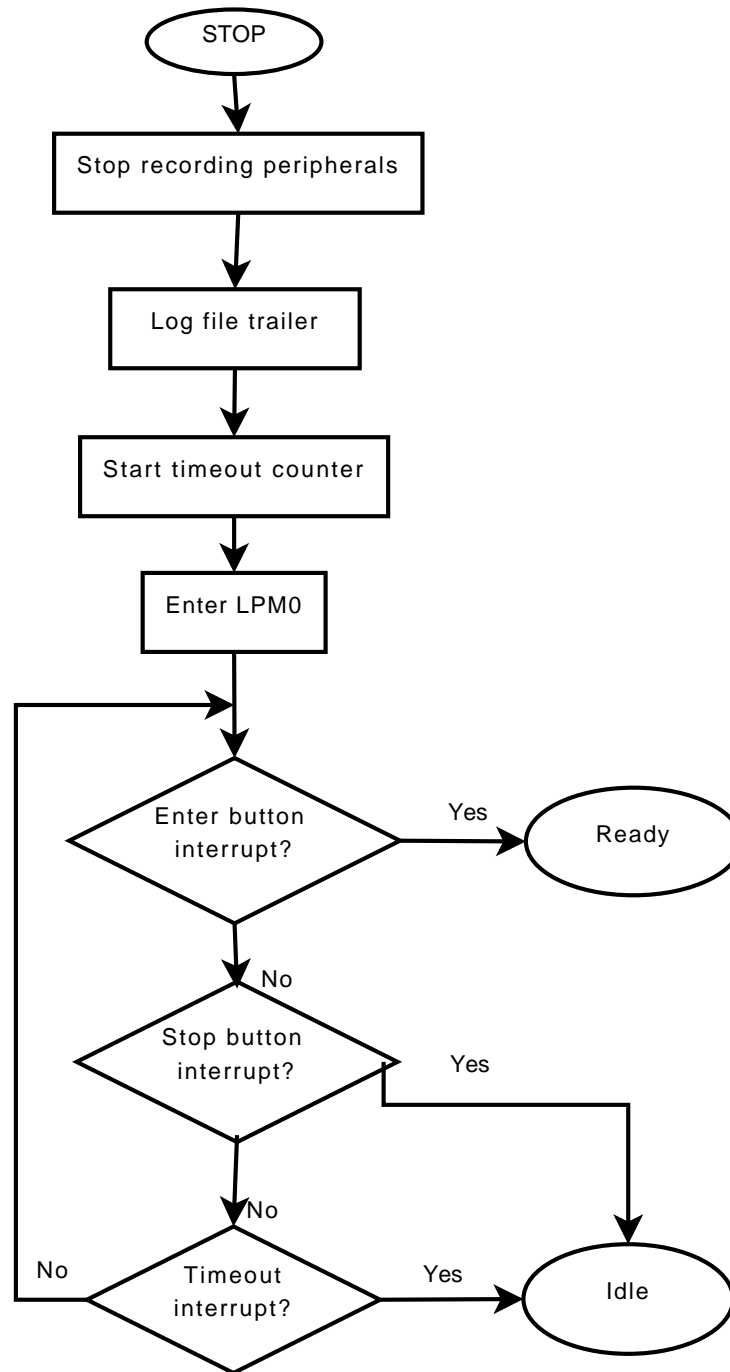 STOP
Stop recording peripherals
Log file trailer
Start timeout counter
Enter LPM0
Enter button
interrupt?
Yes
Ready
No
Stop button
interrupt?
Yes
No
No
Timeout
interrupt?
Yes
Idle